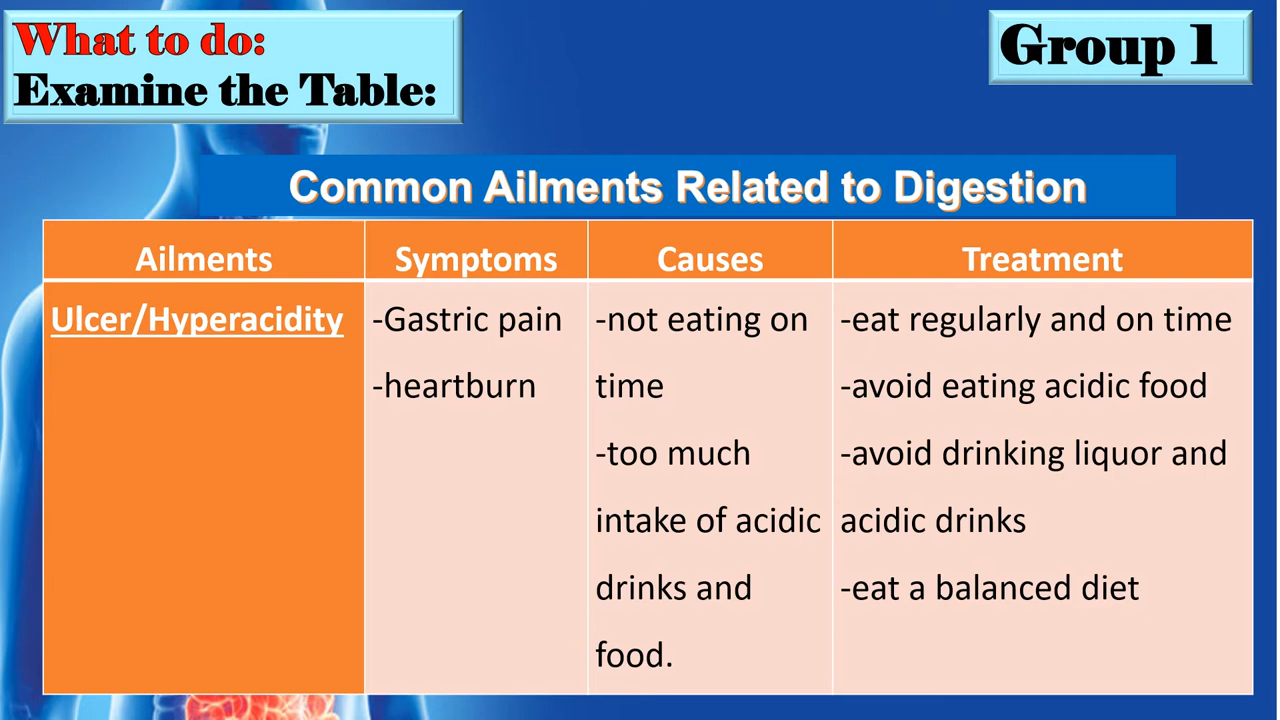 What to do:
Examine the Table:
Group 1
Common Ailments Related to Digestion
Ailments
Symptoms
Causes
Treatment
Ulcer/Hyperacidity
-Gastric pain
-heartburn
-not eating on
time
-too much
intake of acidic
drinks and
food.
-eat regularly and on time
-avoid eating acidic food
-avoid drinking liquor and
acidic drinks
-eat a balanced diet